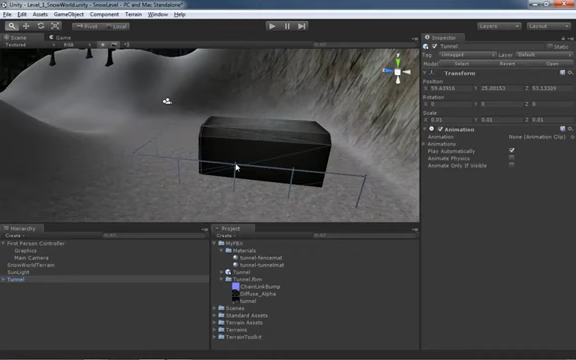 Unity - Level_1_SnowWorld.unity - SnowLevel - PC and Mac Standalone*
File Edit Assets GameObject Component Terrain Window Help
Pivot Local Layers Layout
Scene Game
Textured RGB
Inspector
Tunnel Static
Tag Untagged Layer Default
Model Select Revert Open
Transform
Position
X Y 25.00153 Z
Rotation
X 0 Y 0 Z 0
Scale
X 0.01 Y 0.01 Z 0.01
Animation
Animation None (Animation Clip)
Animations
Play Automatically
Animate Physics
Animate Only If Visible
Hierarchy
Create
First Person Controller
Graphics
Main Camera
SnowWorldTerrain
SunLight
Tunnel
Project
Create
MyFBX
Materials
tunnel-fencemat
tunnel-tunnelmat
Tunnel
Tunnel.fbm
ChainLinkBump
Diffuse_Alpha
tunnel
Scenes
Standard Assets
Terrain Assets
Terrains
TerrainToolkit